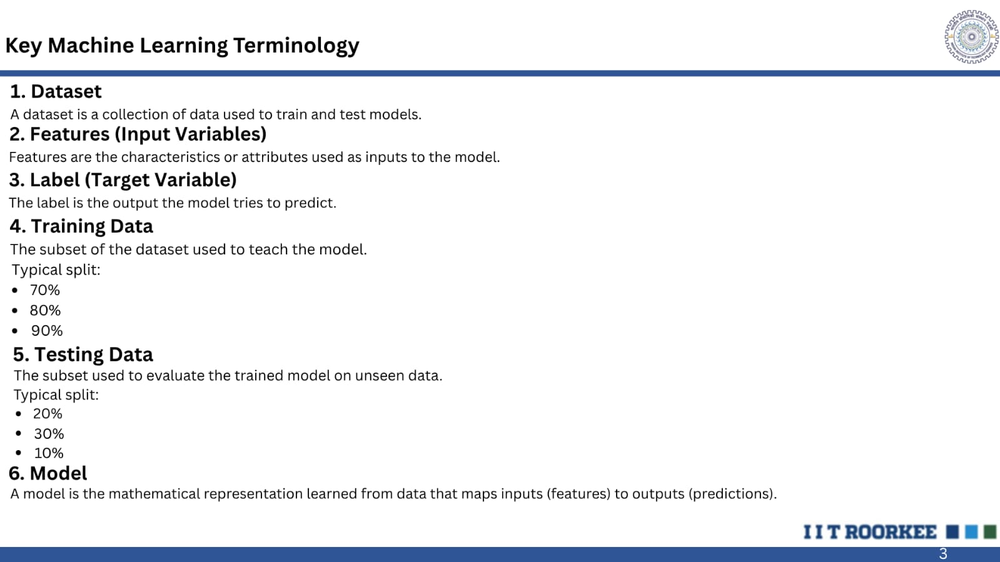 Key Machine Learning Terminology
1. Dataset
A dataset is a collection of data used to train and test models.
2. Features (Input Variables)
Features are the characteristics or attributes used as inputs to the model.
3. Label (Target Variable)
The label is the output the model tries to predict.
4. Training Data
The subset of the dataset used to teach the model.
Typical split:
• 70%
• 80%
• 90%
5. Testing Data
The subset used to evaluate the trained model on unseen data.
Typical split:
• 20%
• 30%
• 10%
6. Model
A model is the mathematical representation learned from data that maps inputs (features) to outputs (predictions).
I I T ROORKEE
3